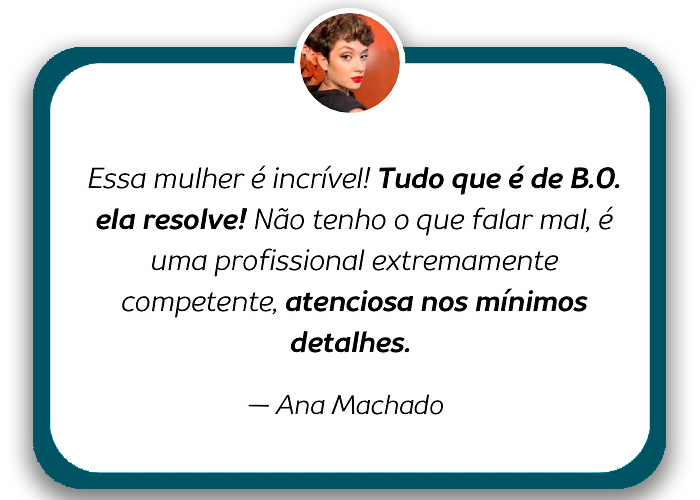 Essa mulher é incrível! Tudo que é de B.O.
ela resolve! Não tenho o que falar mal, é
uma profissional extremamente
competente, atenciosa nos mínimos
detalhes.
— Ana Machado